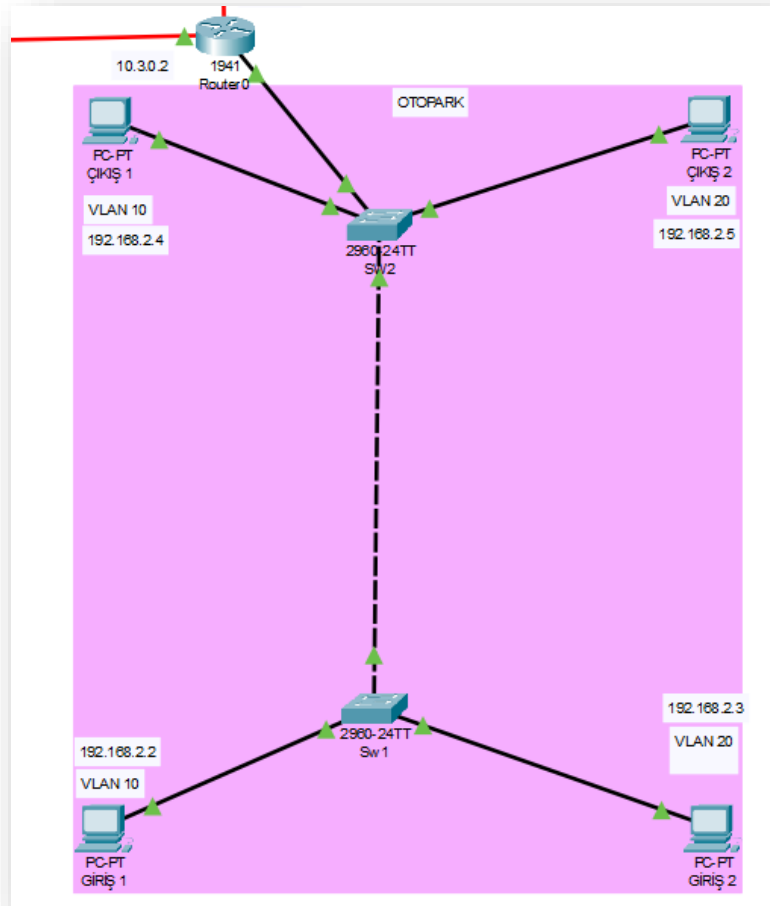 10.3.0.2
1941
Router0
OTOPARK
PC-PT
ÇIKIŞ 1
VLAN 10
192.168.2.4
PC-PT
ÇIKIŞ 2
VLAN 20
192.168.2.5
2960-24TT
SW2
192.168.2.3
VLAN 20
2960-24TT
Sw1
192.168.2.2
VLAN 10
PC-PT
GİRİŞ 1
PC-PT
GİRİŞ 2